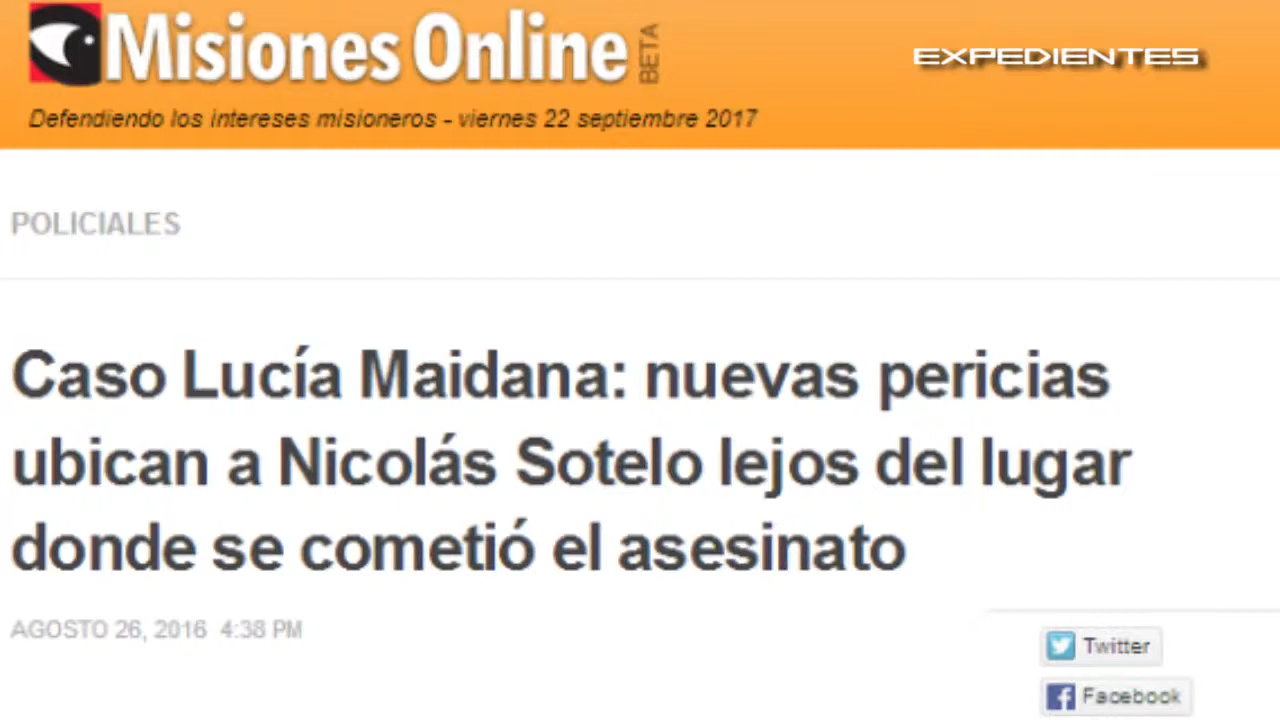 Misiones Online BETA
EXPEDIENTES
Defendiendo los intereses misioneros - viernes 22 septiembre 2017
POLICIALES
Caso Lucía Maidana: nuevas pericias
ubican a Nicolás Sotelo lejos del lugar
donde se cometió el asesinato
AGOSTO 26, 2016 4:38 PM
Twitter
Facebook